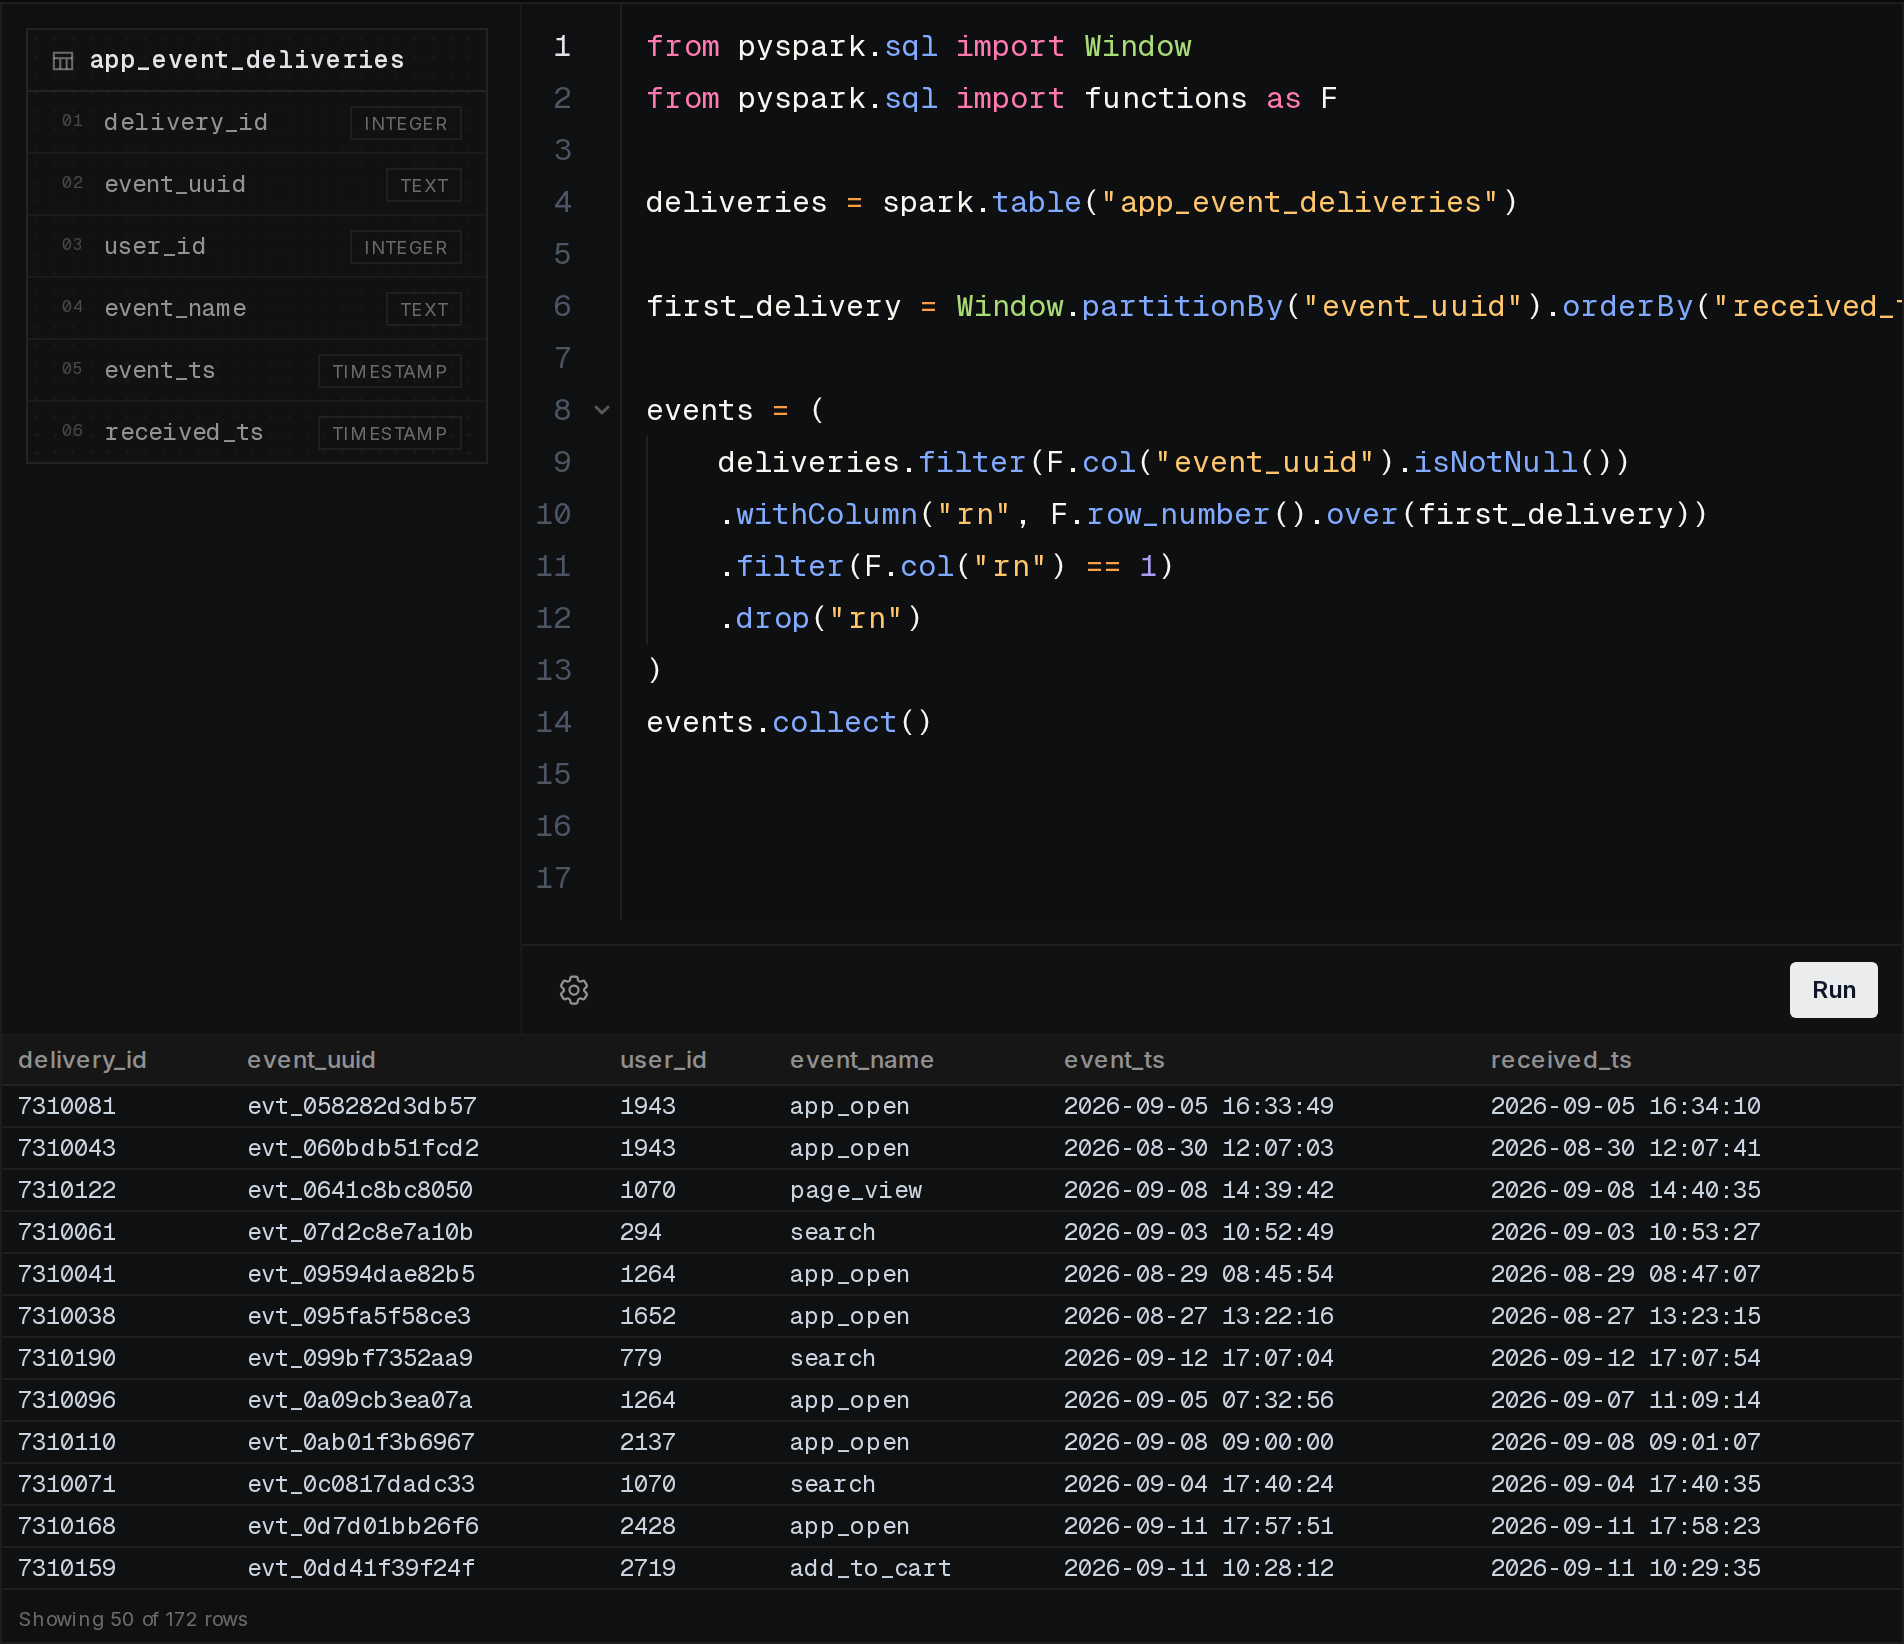 app_event_deliveries
01 delivery_id INTEGER
02 event_uuid TEXT
03 user_id INTEGER
04 event_name TEXT
05 event_ts TIMESTAMP
06 received_ts TIMESTAMP
1 from pyspark.sql import Window
2 from pyspark.sql import functions as F
3
4 deliveries = spark.table("app_event_deliveries")
5
6 first_delivery = Window.partitionBy("event_uuid").orderBy("received_
7
8 events = (
9 deliveries.filter(F.col("event_uuid").isNotNull())
10 .withColumn("rn", F.row_number().over(first_delivery))
11 .filter(F.col("rn") == 1)
12 .drop("rn")
13 )
14 events.collect()
15
16
17
Run
delivery_id event_uuid user_id event_name event_ts received_ts
7310081 evt_058282d3db57 1943 app_open 2026-09-05 16:33:49 2026-09-05 16:34:10
7310043 evt_060bdb51fcd2 1943 app_open 2026-08-30 12:07:03 2026-08-30 12:07:41
7310122 evt_0641c8bc8050 1070 page_view 2026-09-08 14:39:42 2026-09-08 14:40:35
7310061 evt_07d2c8e7a10b 294 search 2026-09-03 10:52:49 2026-09-03 10:53:27
7310041 evt_09594dae82b5 1264 app_open 2026-08-29 08:45:54 2026-08-29 08:47:07
7310038 evt_095fa5f58ce3 1652 app_open 2026-08-27 13:22:16 2026-08-27 13:23:15
7310190 evt_099bf7352aa9 779 search 2026-09-12 17:07:04 2026-09-12 17:07:54
7310096 evt_0a09cb3ea07a 1264 app_open 2026-09-05 07:32:56 2026-09-07 11:09:14
7310110 evt_0ab01f3b6967 2137 app_open 2026-09-08 09:00:00 2026-09-08 09:01:07
7310071 evt_0c0817dadc33 1070 search 2026-09-04 17:40:24 2026-09-04 17:40:35
7310168 evt_0d7d01bb26f6 2428 app_open 2026-09-11 17:57:51 2026-09-11 17:58:23
7310159 evt_0dd41f39f24f 2719 add_to_cart 2026-09-11 10:28:12 2026-09-11 10:29:35
Showing 50 of 172 rows